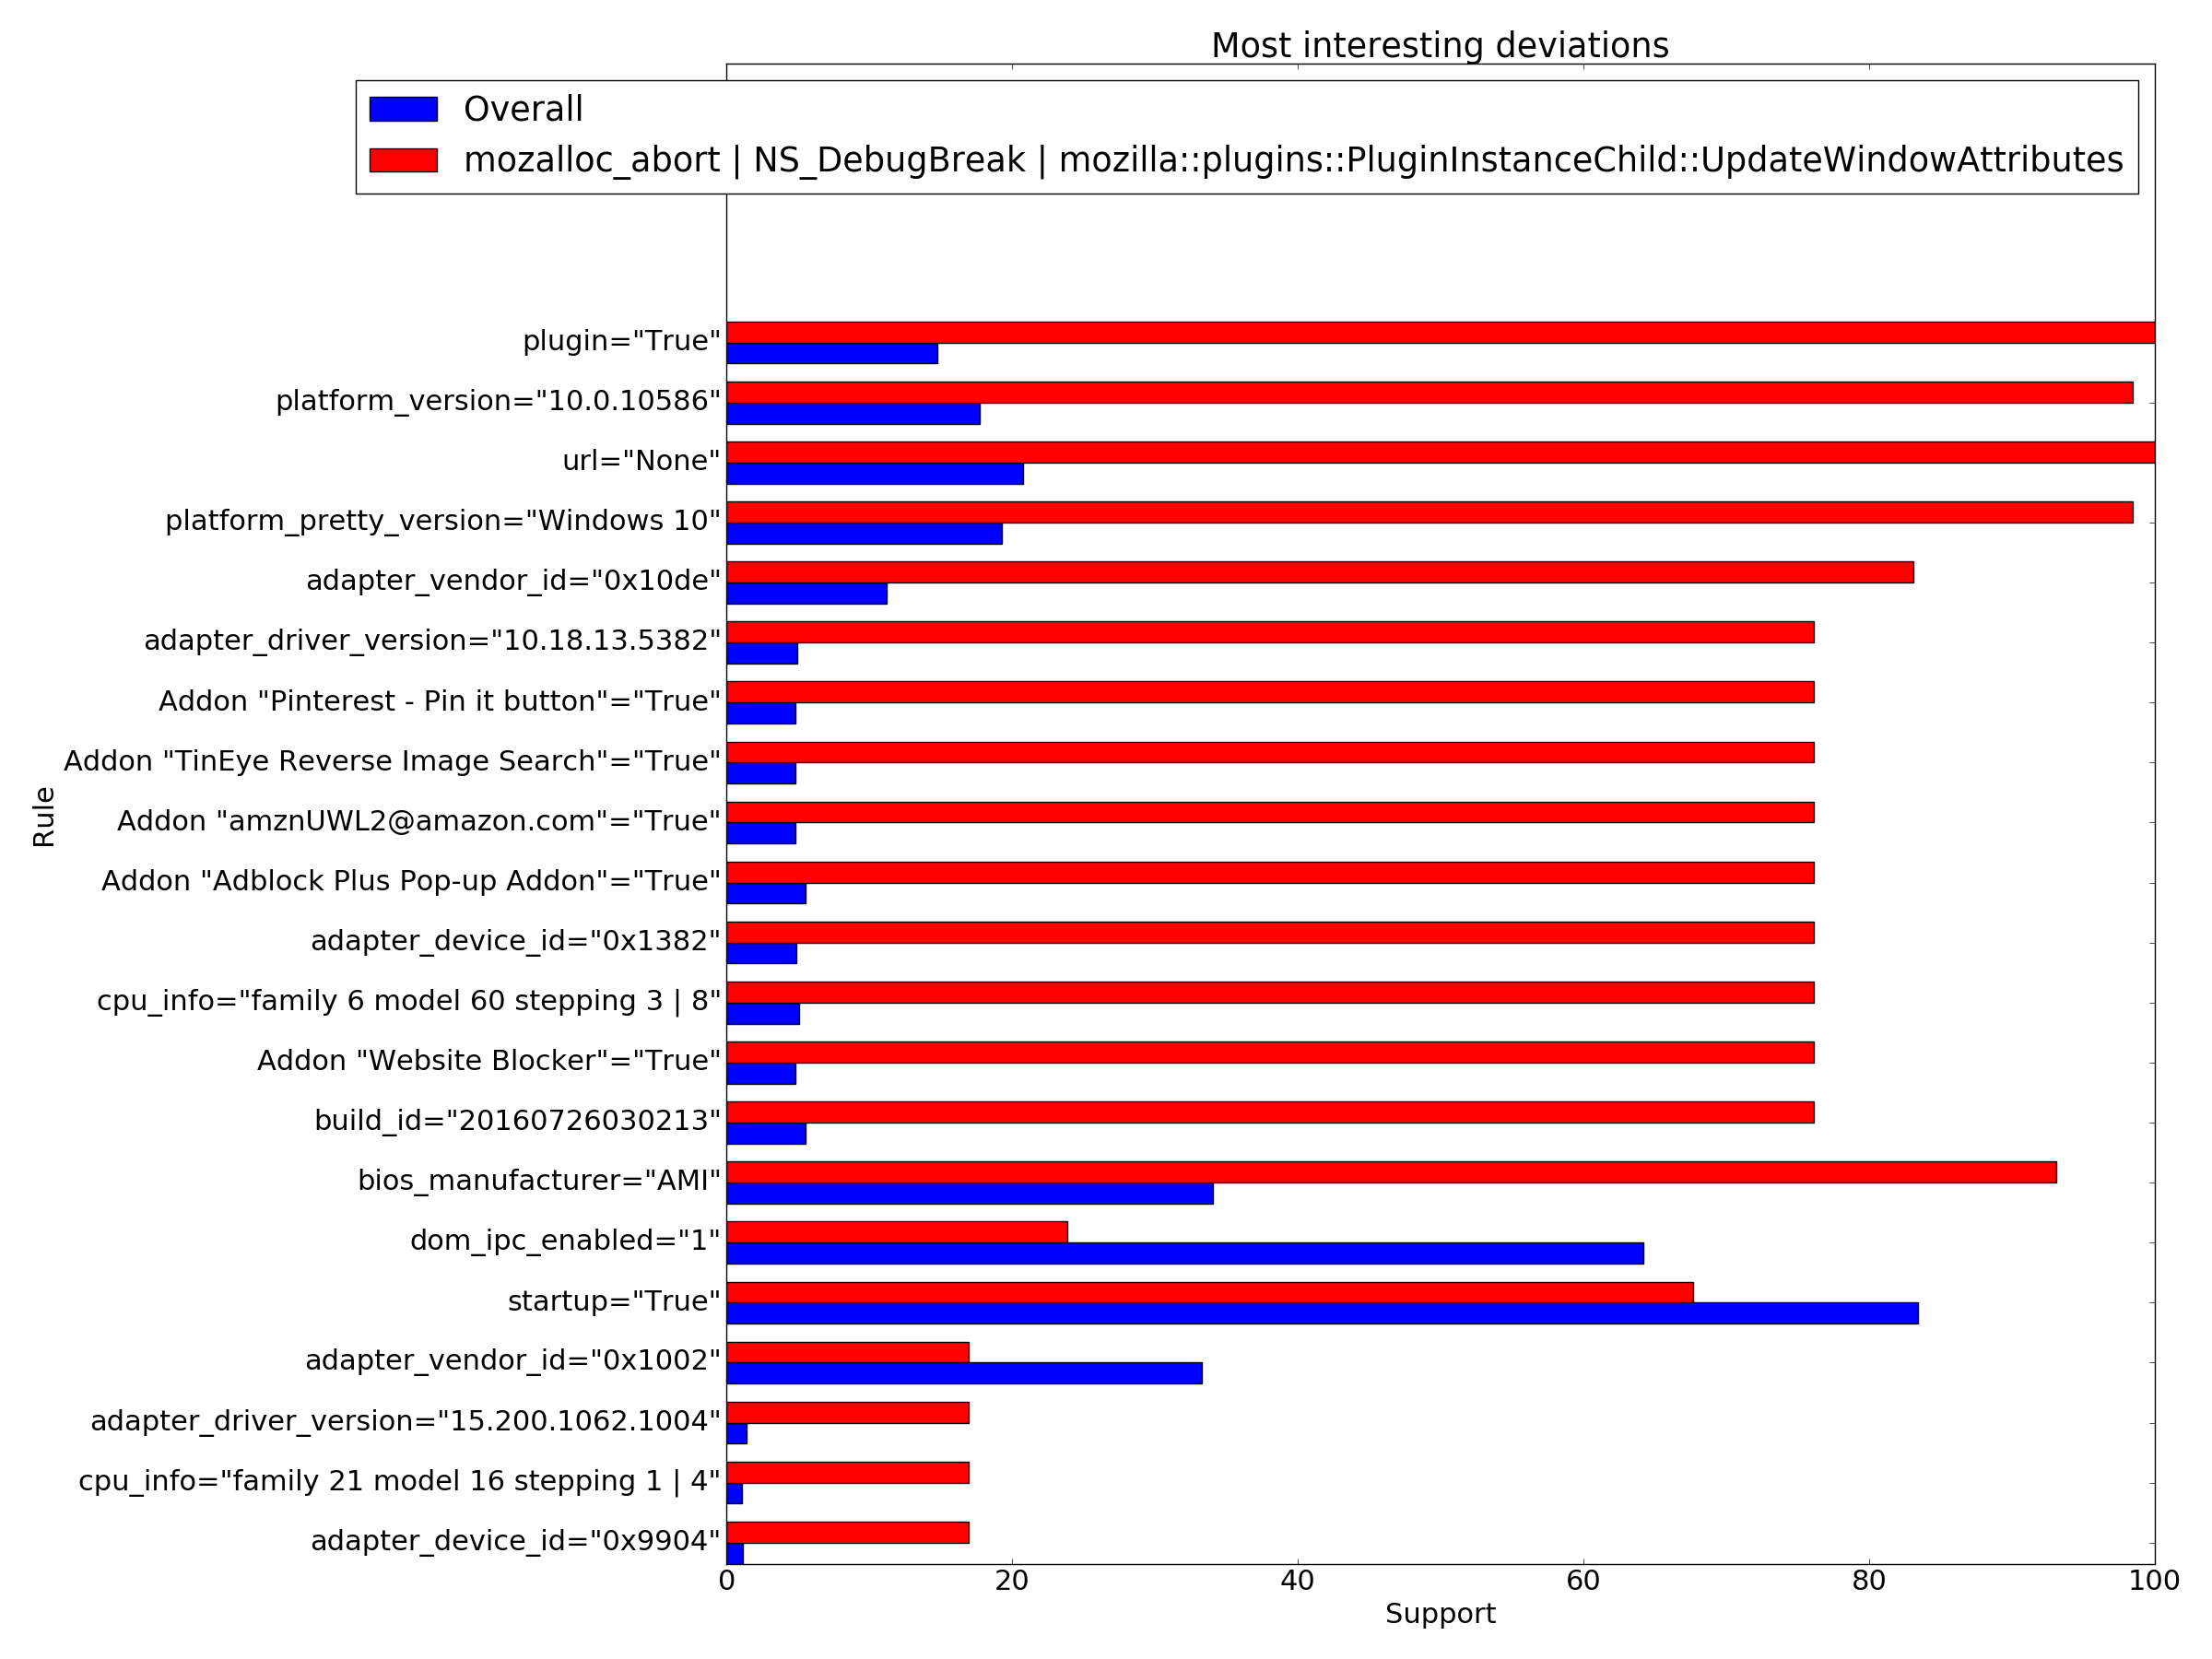 Most interesting deviations
Overall
mozalloc_abort | NS_DebugBreak | mozilla::plugins::PluginInstanceChild::UpdateWindowAttributes
plugin="True"
platform_version="10.0.10586"
url="None"
platform_pretty_version="Windows 10"
adapter_vendor_id="0x10de"
adapter_driver_version="10.18.13.5382"
Addon "Pinterest - Pin it button"="True"
Addon "TinEye Reverse Image Search"="True"
Addon "amznUWL2@amazon.com"="True"
Addon "Adblock Plus Pop-up Addon"="True"
adapter_device_id="0x1382"
cpu_info="family 6 model 60 stepping 3 | 8"
Addon "Website Blocker"="True"
build_id="20160726030213"
bios_manufacturer="AMI"
dom_ipc_enabled="1"
startup="True"
adapter_vendor_id="0x1002"
adapter_driver_version="15.200.1062.1004"
cpu_info="family 21 model 16 stepping 1 | 4"
adapter_device_id="0x9904"
Rule
0 20 40 60 80 100
Support